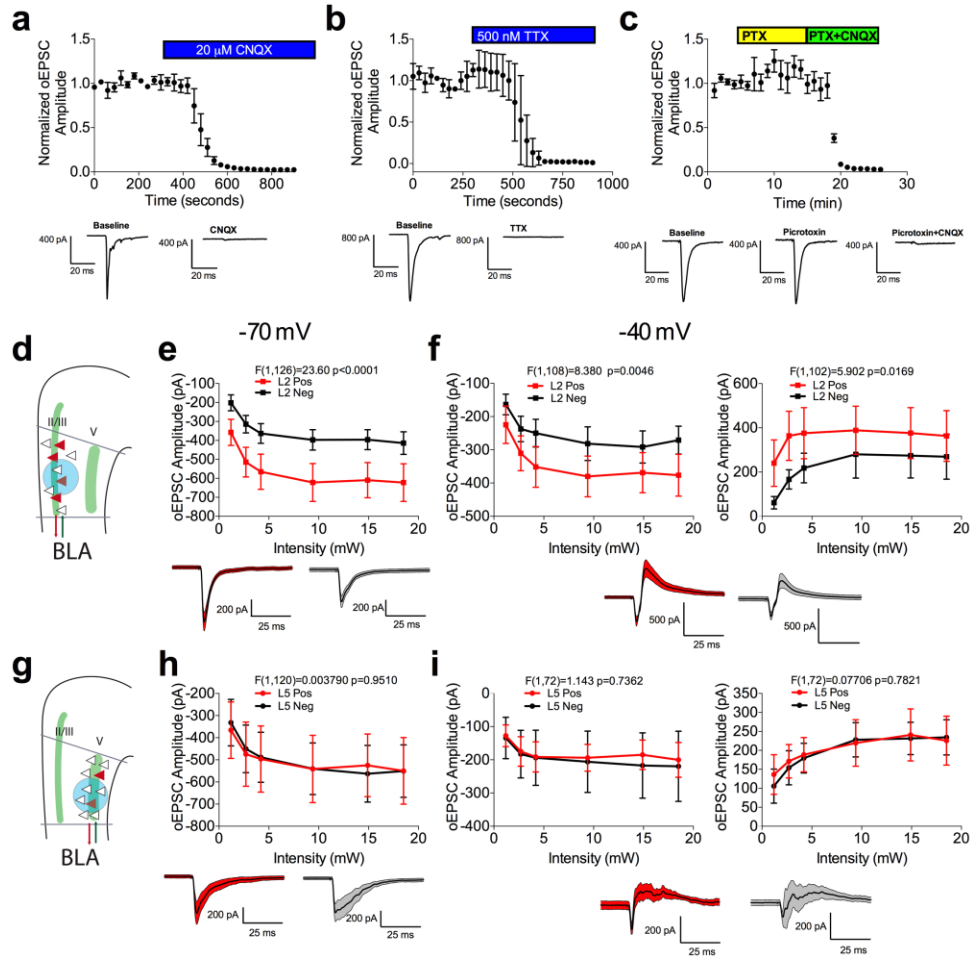 a
20 μM CNQX
Normalized oEPSC
Amplitude
1.5
1.0
0.5
0.0
0 200 400 600 800
Time (seconds)
Baseline
400 pA
20 ms
CNQX
400 pA
20 ms
b
500 nM TTX
Normalized oEPSC
Amplitude
1.5
1.0
0.5
0.0
0 250 500 750 1000
Time (seconds)
Baseline
800 pA
20 ms
TTX
800 pA
20 ms
c
PTX PTX+CNQX
Normalized oEPSC
Amplitude
1.5
1.0
0.5
0.0
0 10 20 30
Time (min)
Baseline
400 pA
20 ms
Picrotoxin
400 pA
20 ms
Picrotoxin+CNQX
400 pA
20 ms
-70 mV
-40 mV
d
II/III
V
BLA
e
F(1,126)=23.60 p<0.0001
L2 Pos
L2 Neg
oEPSC Amplitude (pA)
-100
-200
-300
-400
-500
-600
-700
-800
0 5 10 15 20
Intensity (mW)
200 pA
25 ms
f
F(1,108)=8.380 p=0.0046
L2 Pos
L2 Neg
oEPSC Amplitude (pA)
-100
-200
-300
-400
-500
0 5 10 15 20
Intensity (mW)
500 pA
25 ms
F(1,102)=5.902 p=0.0169
L2 Pos
L2 Neg
oEPSC Amplitude (pA)
600
400
200
0
0 5 10 15 20
Intensity (mW)
500 pA
25 ms
g
II/III
V
BLA
h
F(1,120)=0.003790 p=0.9510
L5 Pos
L5 Neg
oEPSC Amplitude (pA)
-200
-300
-400
-500
-600
-700
-800
0 5 10 15 20
Intensity (mW)
200 pA
25 ms
200 pA
25 ms
i
F(1,72)=1.143 p=0.7362
L5 Pos
L5 Neg
oEPSC Amplitude (pA)
0
-100
-200
-300
-400
0 5 10 15 20
Intensity (mW)
200 pA
25 ms
F(1,72)=0.07706 p=0.7821
L5 Pos
L5 Neg
oEPSC Amplitude (pA)
350
300
250
200
150
100
50
0
0 5 10 15 20
Intensity (mW)
200 pA
25 ms